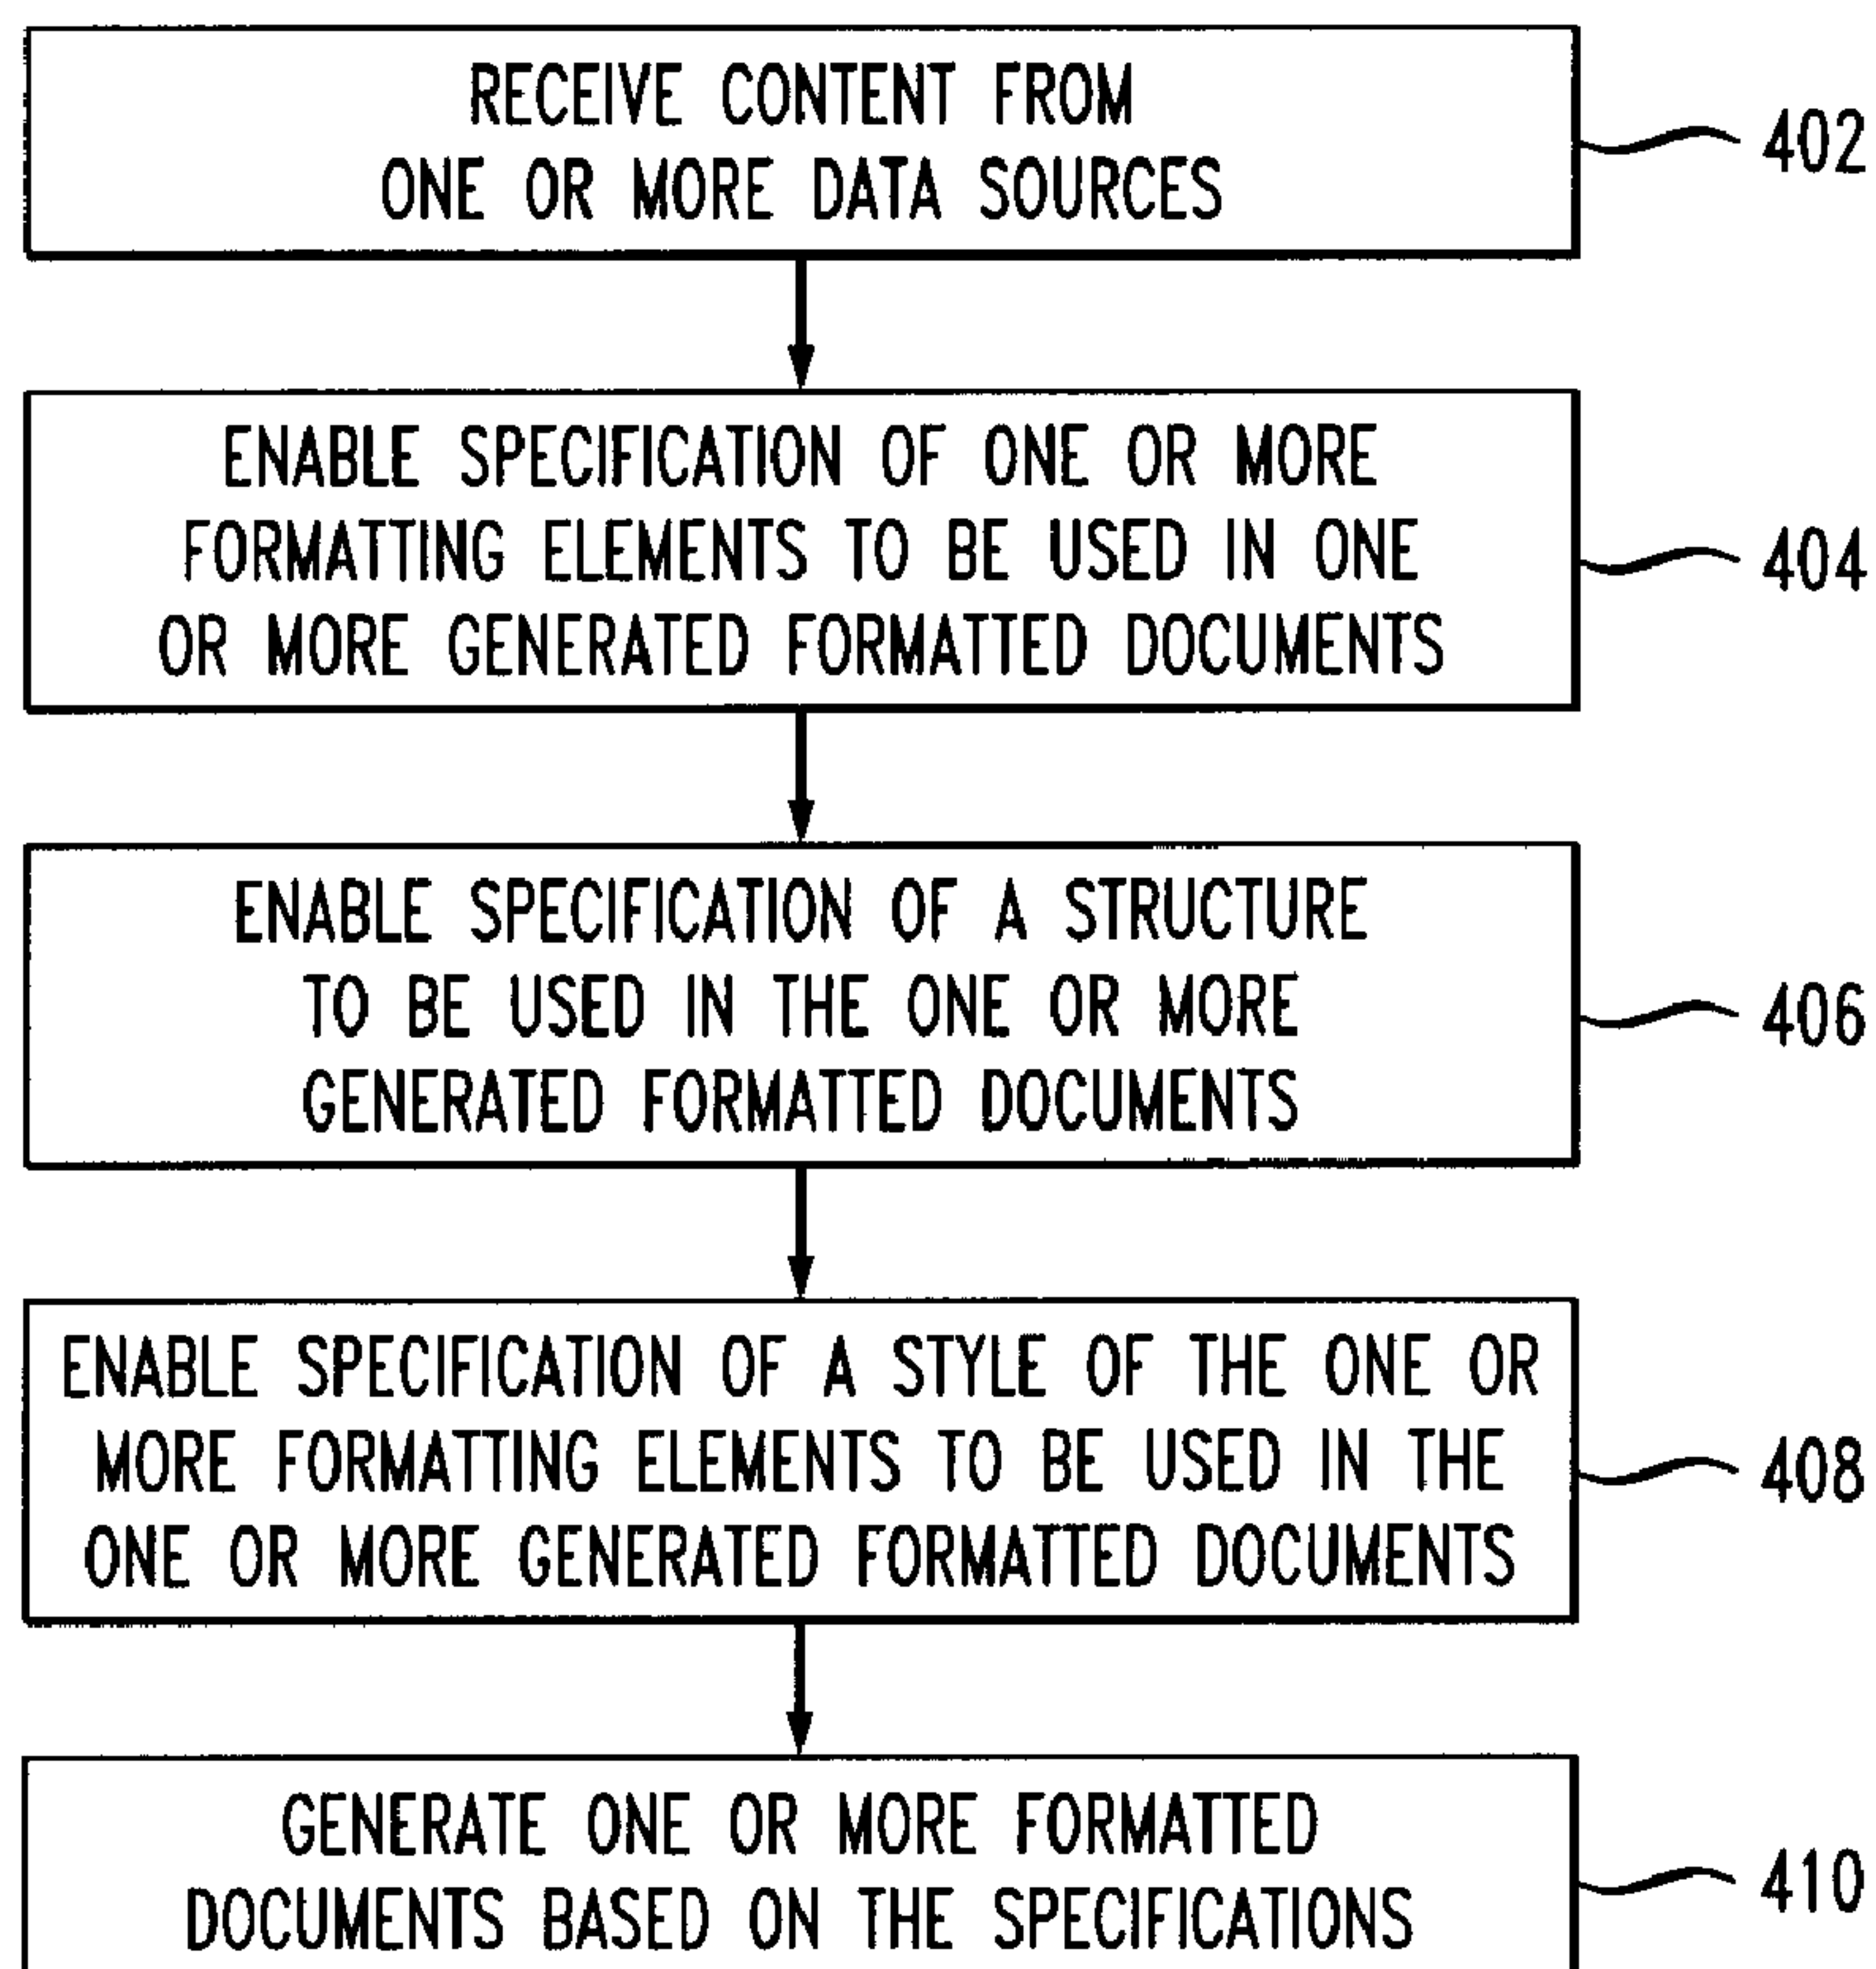 RECEIVE CONTENT FROM
ONE OR MORE DATA SOURCES
402
ENABLE SPECIFICATION OF ONE OR MORE
FORMATTING ELEMENTS TO BE USED IN ONE
OR MORE GENERATED FORMATTED DOCUMENTS
404
ENABLE SPECIFICATION OF A STRUCTURE
TO BE USED IN THE ONE OR MORE
GENERATED FORMATTED DOCUMENTS
406
ENABLE SPECIFICATION OF A STYLE OF THE ONE OR
MORE FORMATTING ELEMENTS TO BE USED IN THE
ONE OR MORE GENERATED FORMATTED DOCUMENTS
408
GENERATE ONE OR MORE FORMATTED
DOCUMENTS BASED ON THE SPECIFICATIONS
410